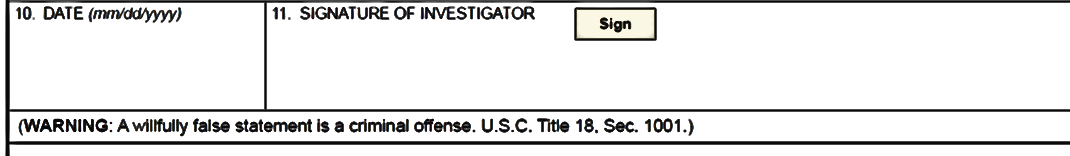 10. DATE (mm/dd/yyyy)
11. SIGNATURE OF INVESTIGATOR
Sign
(WARNING: A willfully false statement is a criminal offense. U.S.C. Title 18, Sec. 1001.)